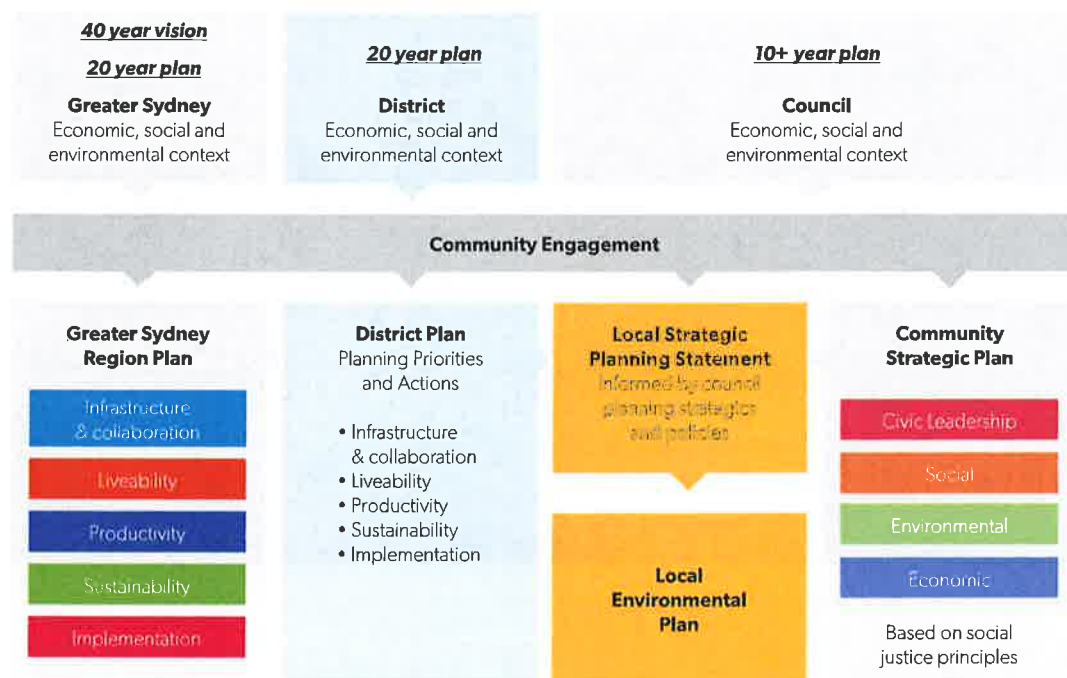 40 year vision
20 year plan
Greater Sydney
Economic, social and
environmental context
20 year plan
District
Economic, social and
environmental context
10+ year plan
Council
Economic, social and
environmental context
Community Engagement
Greater Sydney
Region Plan
Infrastructure
& collaboration
Liveability
Productivity
Sustainability
Implementation
District Plan
Planning Priorities
and Actions
• Infrastructure
& collaboration
• Liveability
• Productivity
• Sustainability
• Implementation
Local Strategic
Planning Statement
Informed by council
planning strategies
and policies
Local
Environmental
Plan
Community
Strategic Plan
Civic Leadership
Social
Environmental
Economic
Based on social
justice principles